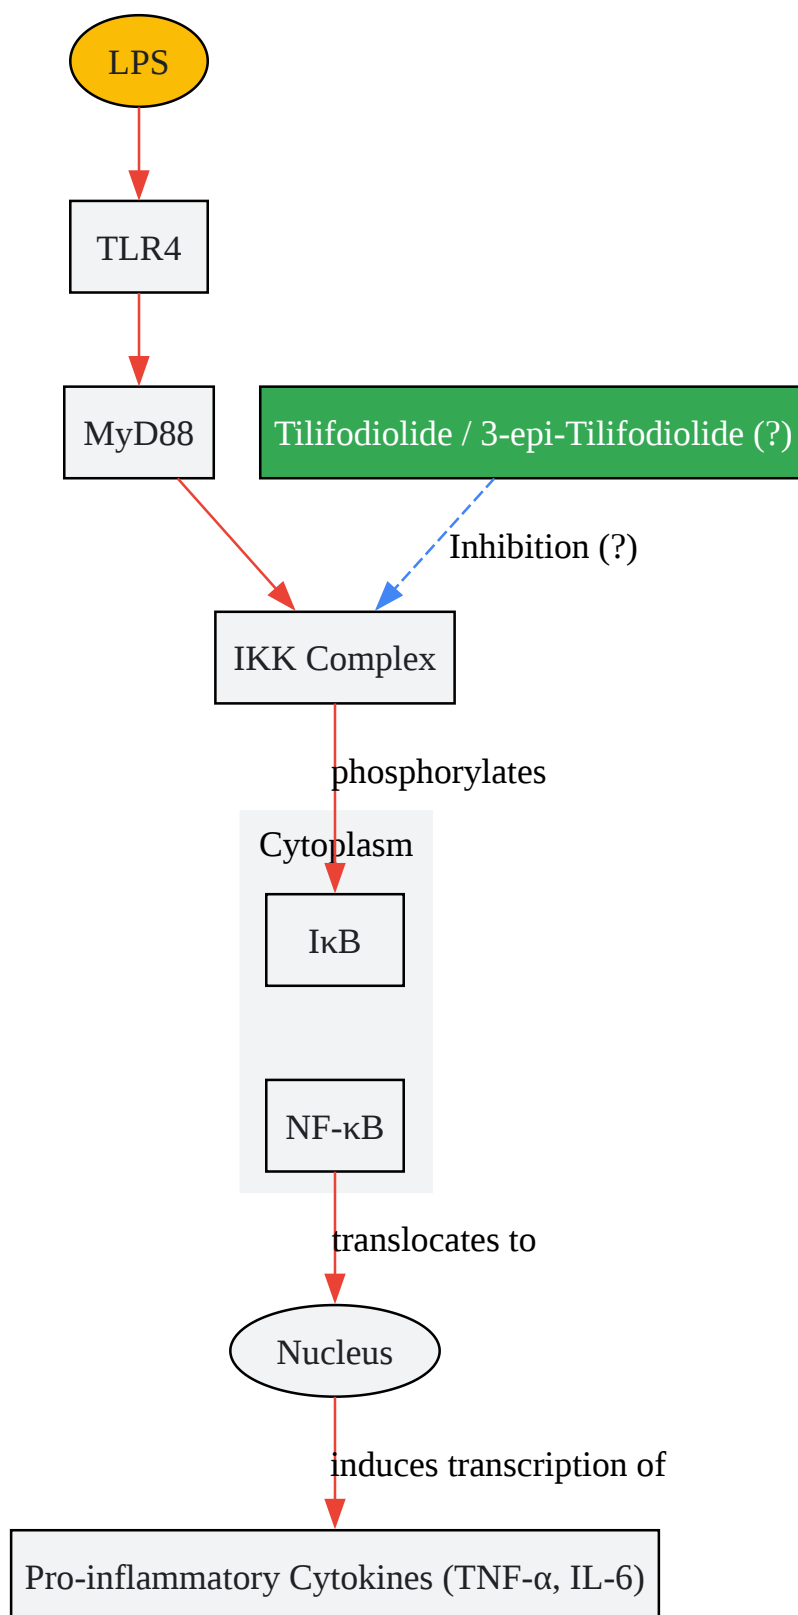 LPS
TLR4
MyD88
Tilifodiolide / 3-epi-Tilifodiolide (?)
Inhibition (?)
IKK Complex
phosphorylates
Cytoplasm
IκB
NF-κB
translocates to
Nucleus
induces transcription of
Pro-inflammatory Cytokines (TNF-α, IL-6)